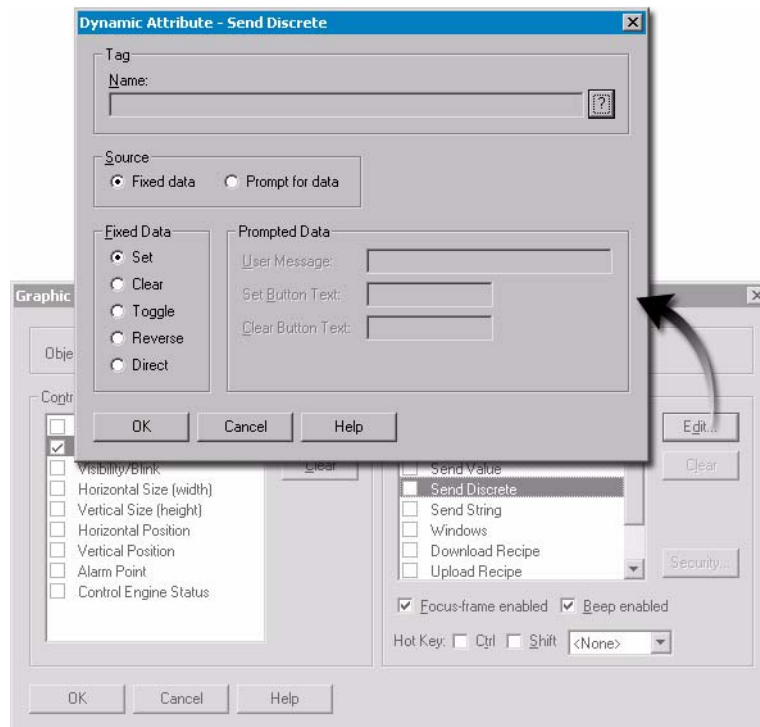 Dynamic Attribute - Send Discrete
Tag
Name:
?
Source
Fixed data
Prompt for data
Fixed Data
Set
Clear
Toggle
Reverse
Direct
Prompted Data
User Message:
Set Button Text:
Clear Button Text:
OK
Cancel
Help
Graphic
Obje
Contr
Visibility/Blink
Horizontal Size (width)
Vertical Size (height)
Horizontal Position
Vertical Position
Alarm Point
Control Engine Status
Clear
Send Value
Send Discrete
Send String
Windows
Download Recipe
Upload Recipe
Edit...
Clear
Security...
Focus-frame enabled
Beep enabled
Hot Key:
Ctrl
Shift
<None>
OK
Cancel
Help